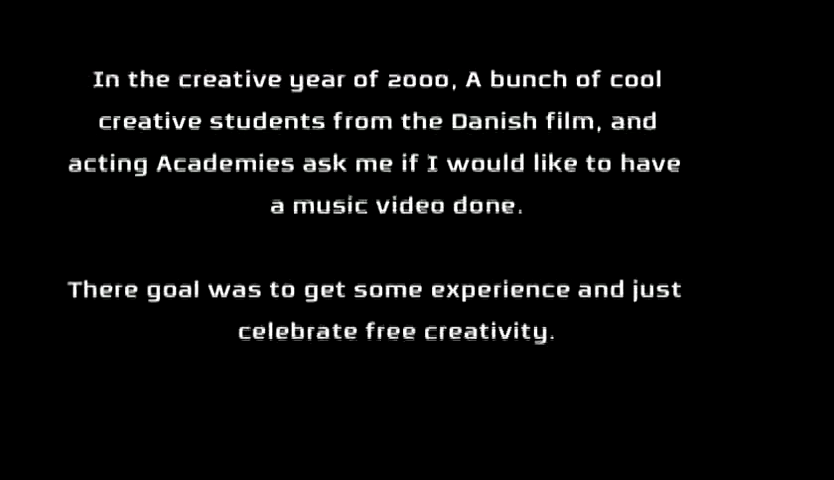 In the creative year of 2000, A bunch of cool
creative students from the Danish film, and
acting Academies ask me if I would like to have
a music video done.
There goal was to get some experience and just
celebrate free creativity.